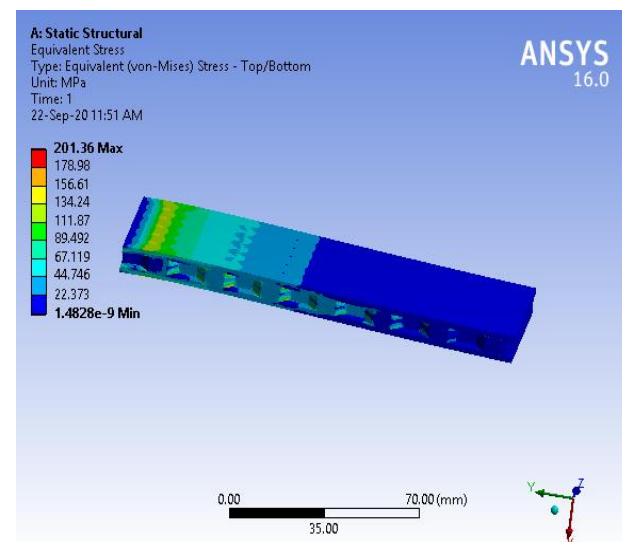 A: Static Structural
Equivalent Stress
Type: Equivalent (von-Mises) Stress - Top/Bottom
Unit: MPa
Time: 1
22-Sep-20 11:51 AM
ANSYS
16.0
201.36 Max
178.98
156.61
134.24
111.87
89.492
67.119
44.746
22.373
1.4828e-9 Min
0.00
70.00 (mm)
35.00
Y
Z